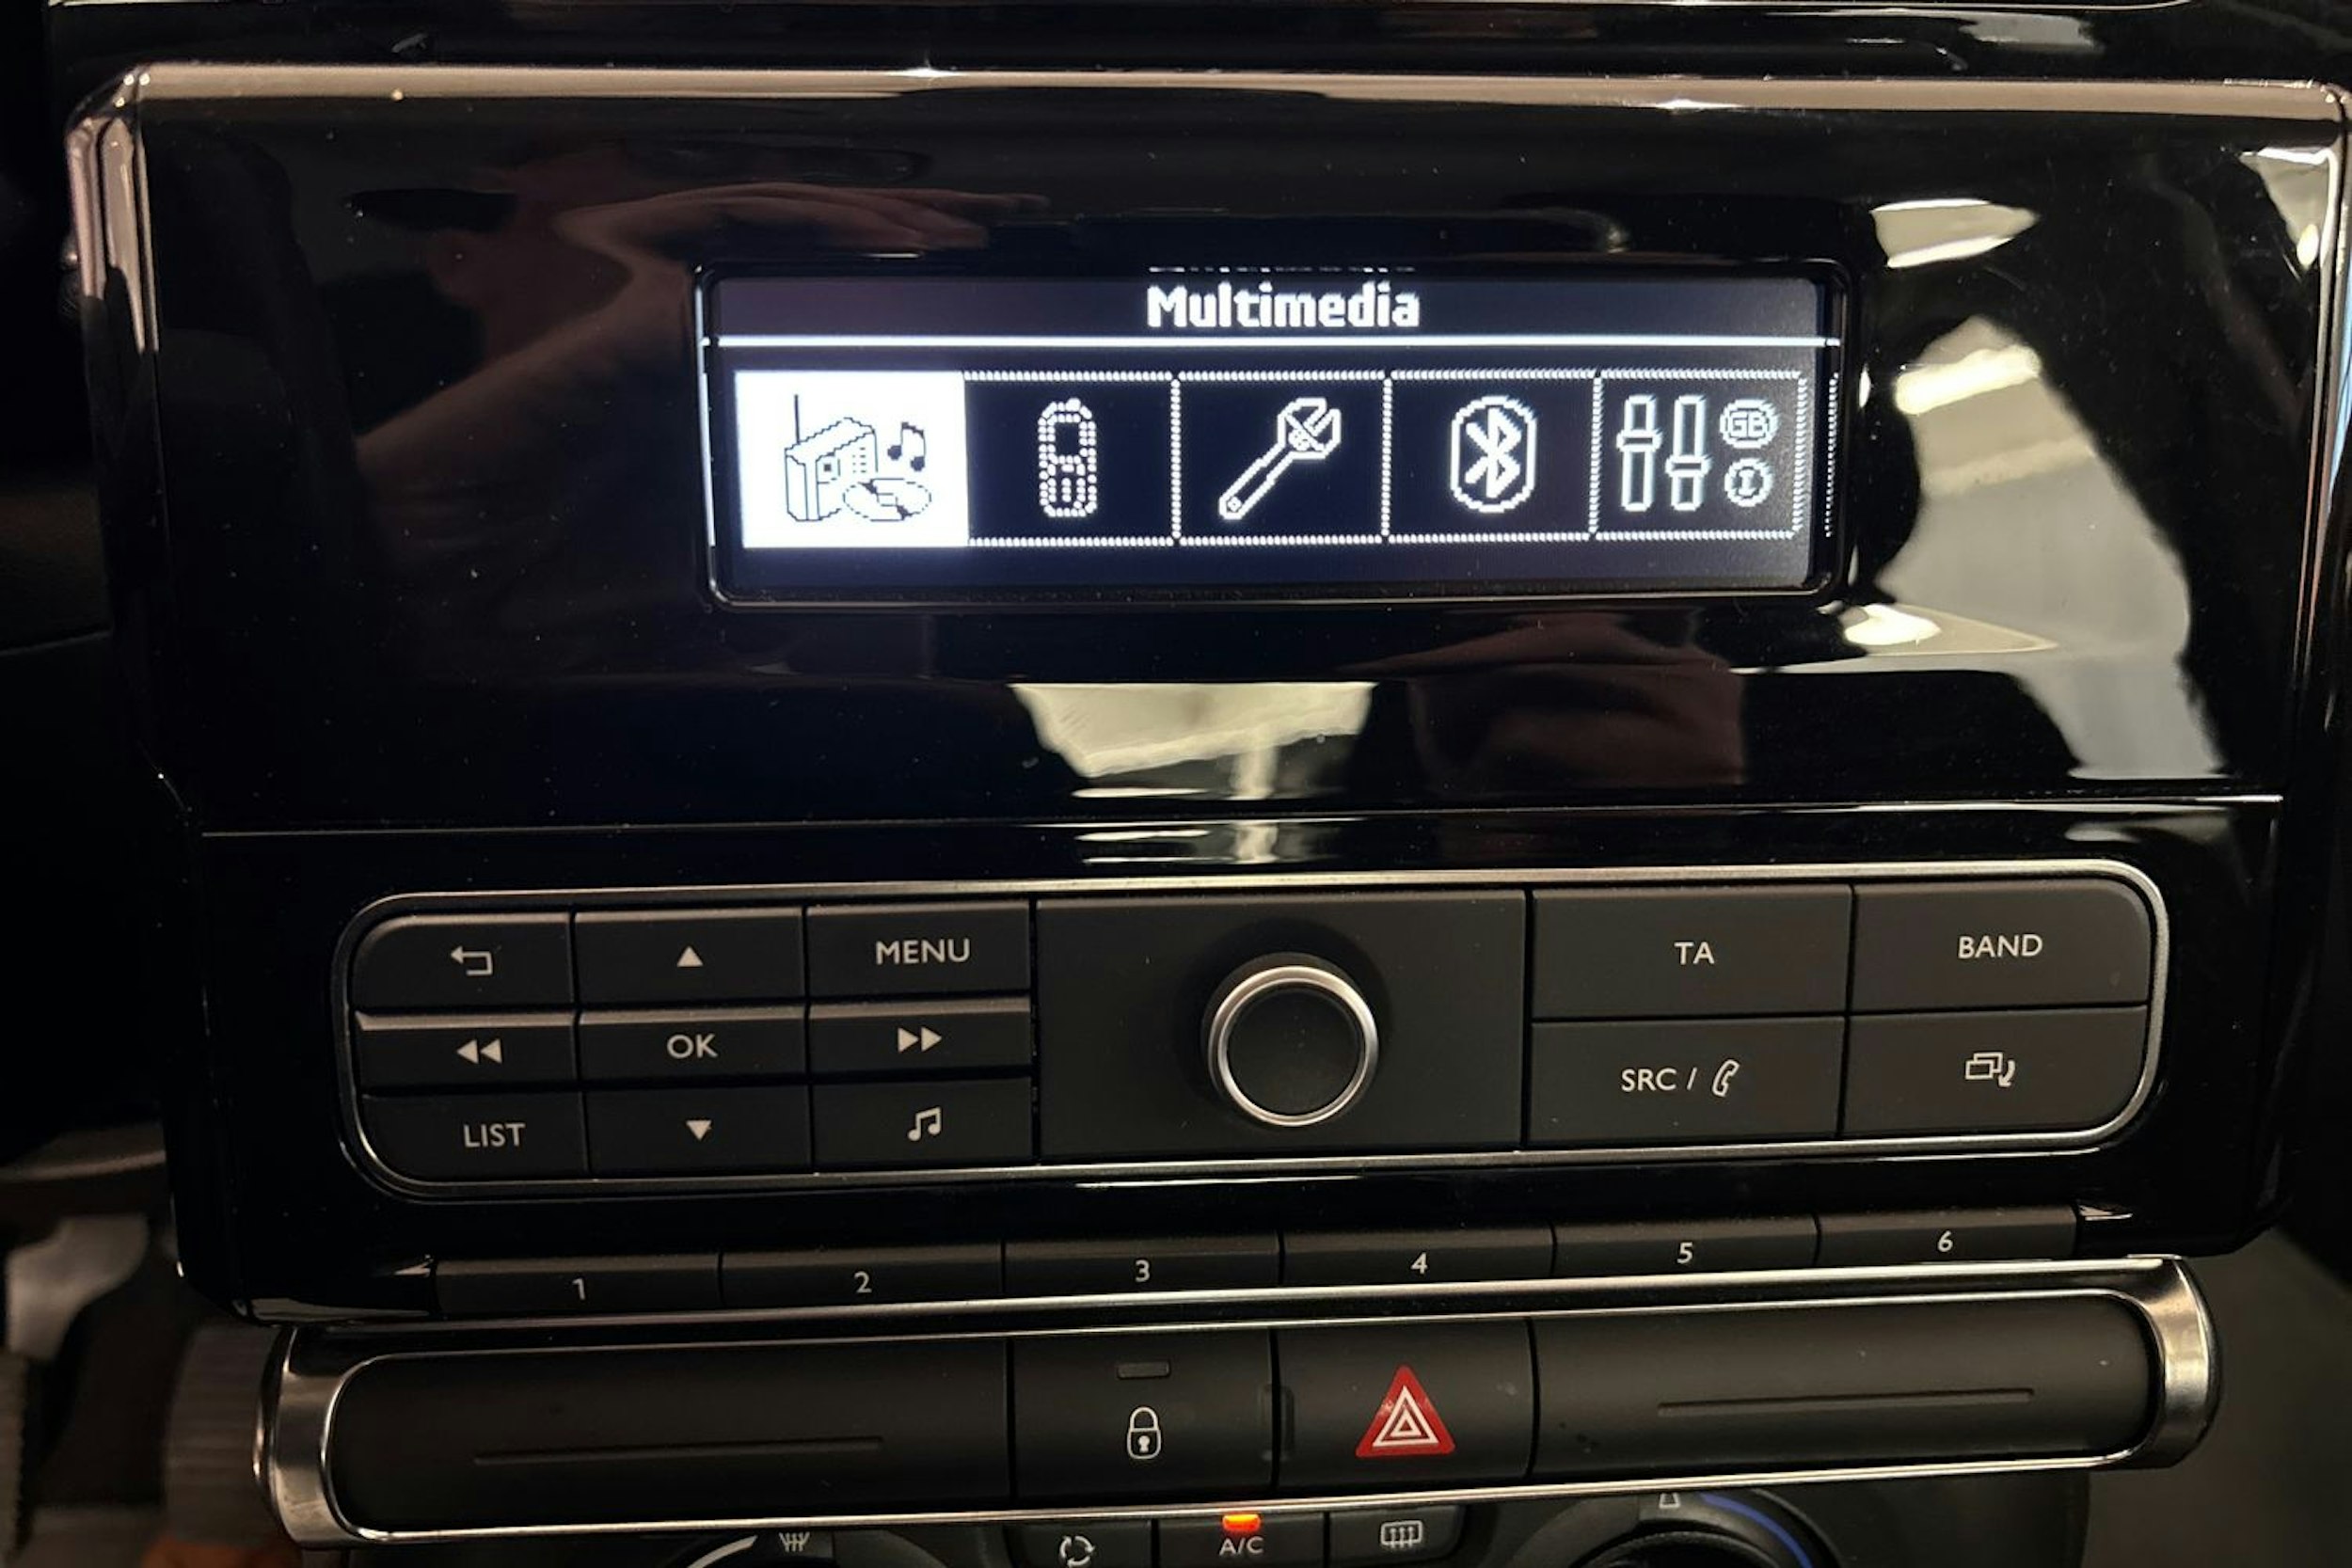 Multimedia
GB
I
MENU
TA
BAND
OK
SRC /
LIST
1 2 3 4 5 6
A/C